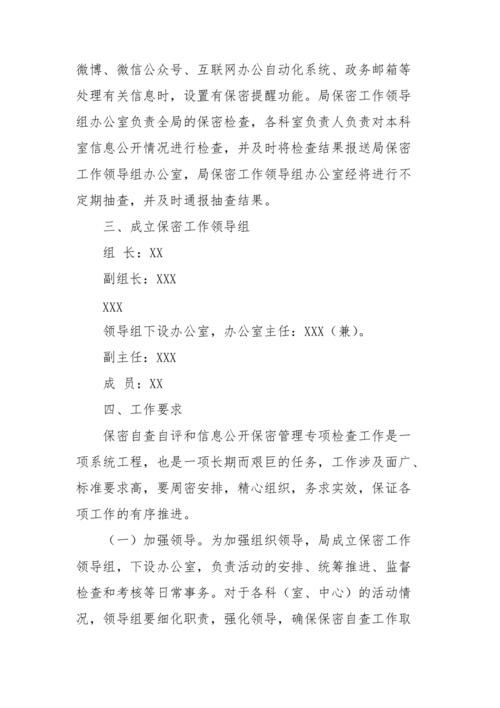 微博、微信公众号、互联网办公自动化系统、政务邮箱等
处理有关信息时，设置有保密提醒功能。局保密工作领导
组办公室负责全局的保密检查，各科室负责人负责对本科
室信息公开情况进行检查，并及时将检查结果报送局保密
工作领导组办公室，局保密工作领导组办公室经将进行不
定期抽查，并及时通报抽查结果。
三、成立保密工作领导组
组 长：XX
副组长：XXX
XXX
领导组下设办公室，办公室主任：XXX（兼）。
副主任：XXX
成 员：XX
四、工作要求
保密自查自评和信息公开保密管理专项检查工作是一
项系统工程，也是一项长期而艰巨的任务，工作涉及面广、
标准要求高，要周密安排，精心组织，务求实效，保证各
项工作的有序推进。
（一）加强领导。为加强组织领导，局成立保密工作
领导组，下设办公室，负责活动的安排、统筹推进、监督
检查和考核等日常事务。对于各科（室、中心）的活动情
况，领导组要细化职责，强化领导，确保保密自查工作取